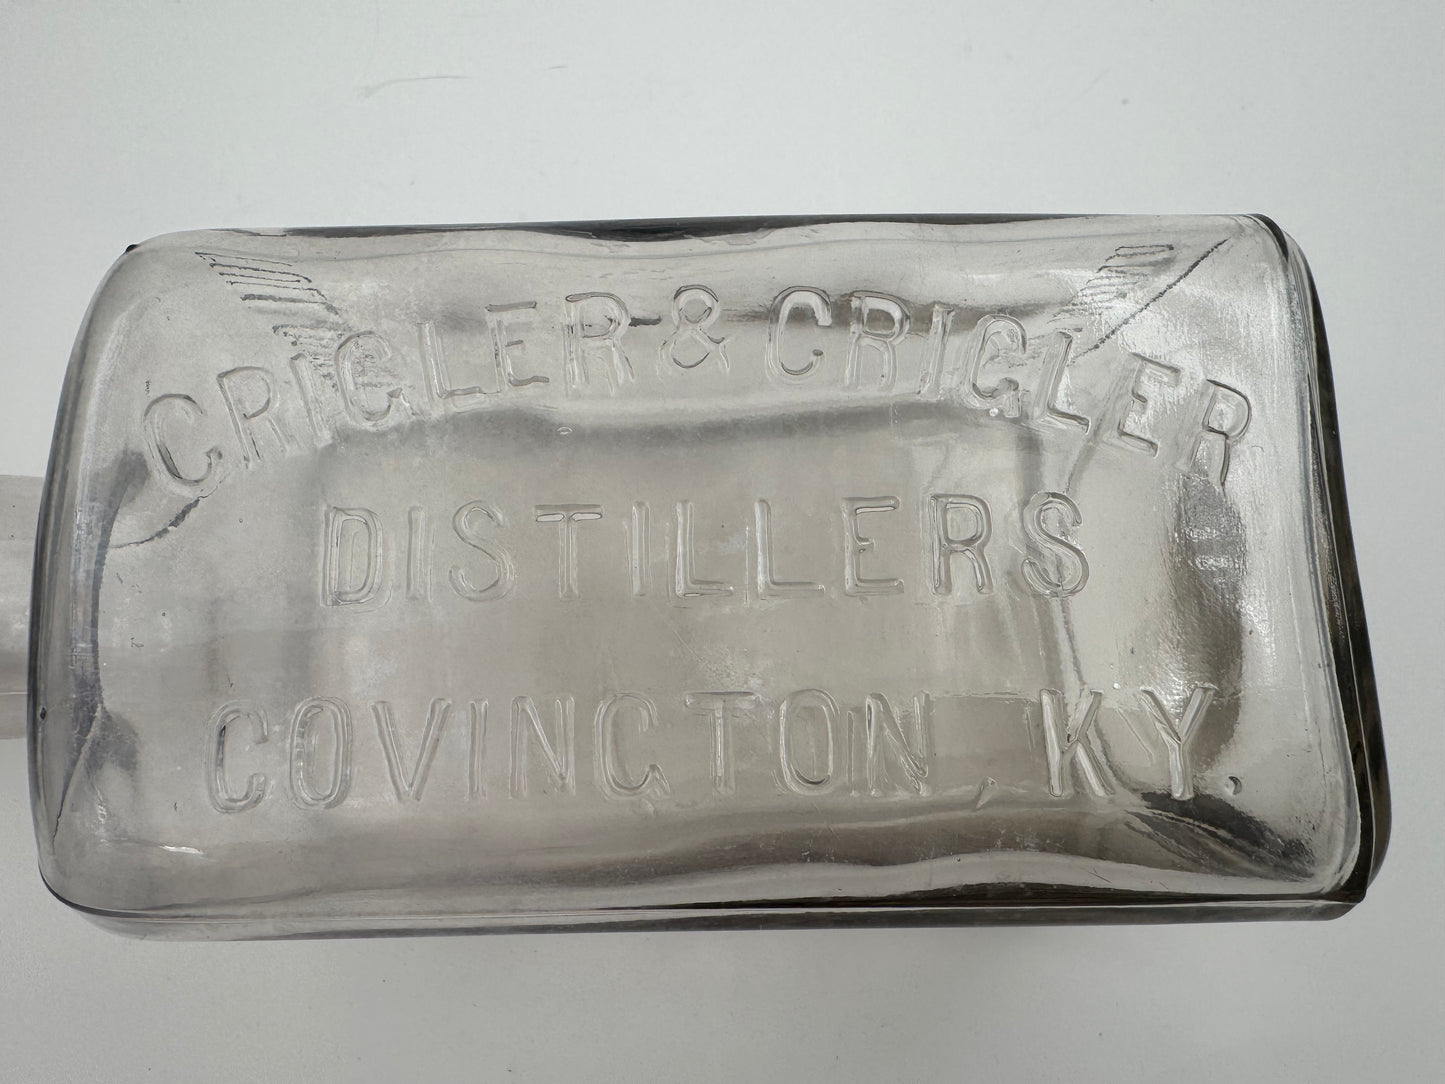 CRIGLER & CRIGLER
DISTILLERS
COVINGTON, KY.